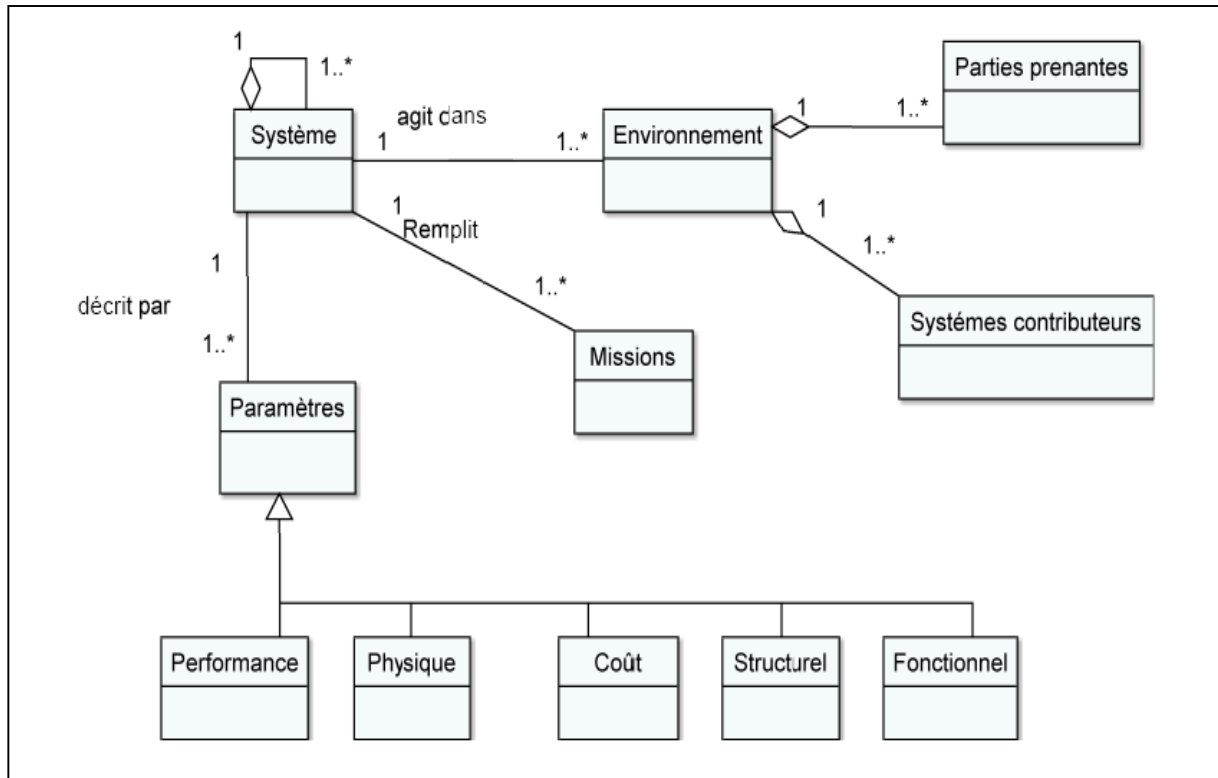 1
1..*
Système
agit dans
1
1..*
Environnement
1
1..*
Parties prenantes
1
Remplit
1..*
Missions
1
1..*
Systémes contributeurs
1
décrit par
1..*
Paramètres
Performance
Physique
Coût
Structurel
Fonctionnel